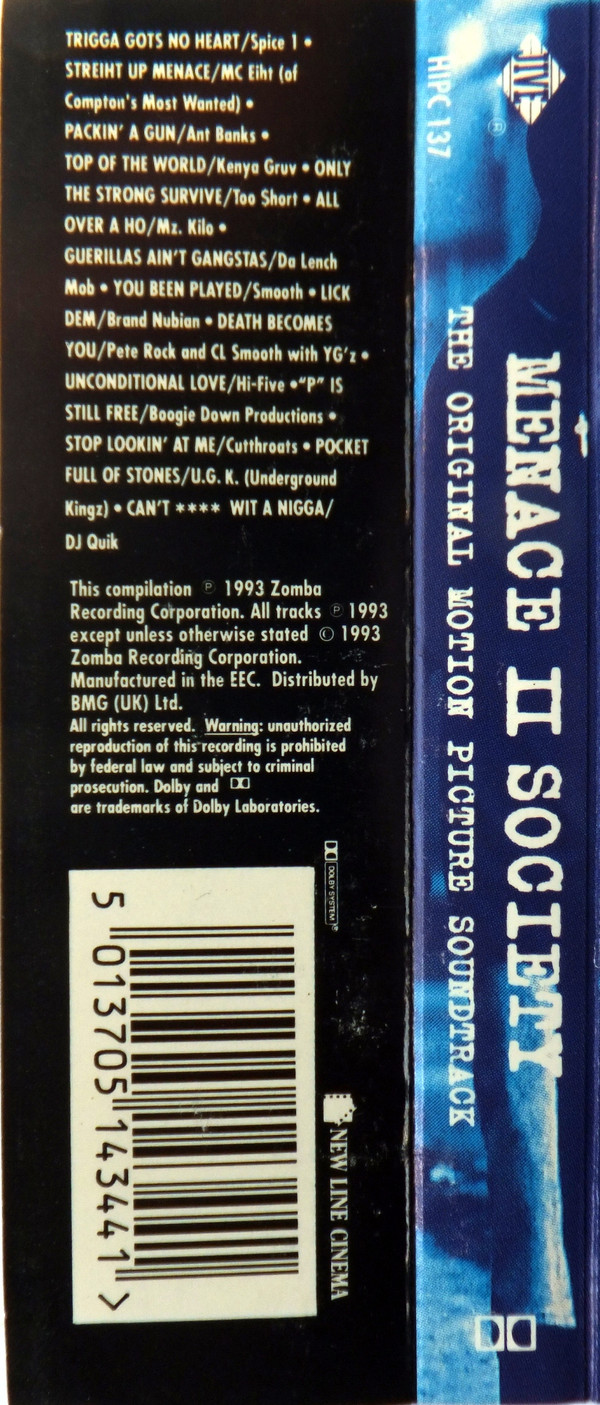 TRIGGA GOTS NO HEART/Spice 1 •
STREIHT UP MENACE/MC Eiht (of
Compton's Most Wanted) •
PACKIN' A GUN/Ant Banks •
TOP OF THE WORLD/Kenya Gruv • ONLY
THE STRONG SURVIVE/Too Short • ALL
OVER A HO/Mz. Kilo •
GUERILLAS AIN'T GANGSTAS/Da Lench
Mob • YOU BEEN PLAYED/Smooth • LICK
DEM/Brand Nubian • DEATH BECOMES
YOU/Pete Rock and CL Smooth with YG'z •
UNCONDITIONAL LOVE/Hi-Five •"P" IS
STILL FREE/Boogie Down Productions •
STOP LOOKIN' AT ME/Cutthroats • POCKET
FULL OF STONES/U.G. K. (Underground
Kingz) • CAN'T **** WIT A NIGGA/
DJ Quik
This compilation ℗ 1993 Zomba
Recording Corporation. All tracks ℗ 1993
except unless otherwise stated © 1993
Zomba Recording Corporation.
Manufactured in the EEC. Distributed by
BMG (UK) Ltd.
All rights reserved. Warning: unauthorized
reproduction of this recording is prohibited
by federal law and subject to criminal
prosecution. Dolby and
are trademarks of Dolby Laboratories.
DOLBY SYSTEM®
5 013705 143441 >
NEW LINE CINEMA
JIVE ®
HIPC 137
MENACE II SOCIETY
THE ORIGINAL MOTION PICTURE SOUNDTRACK